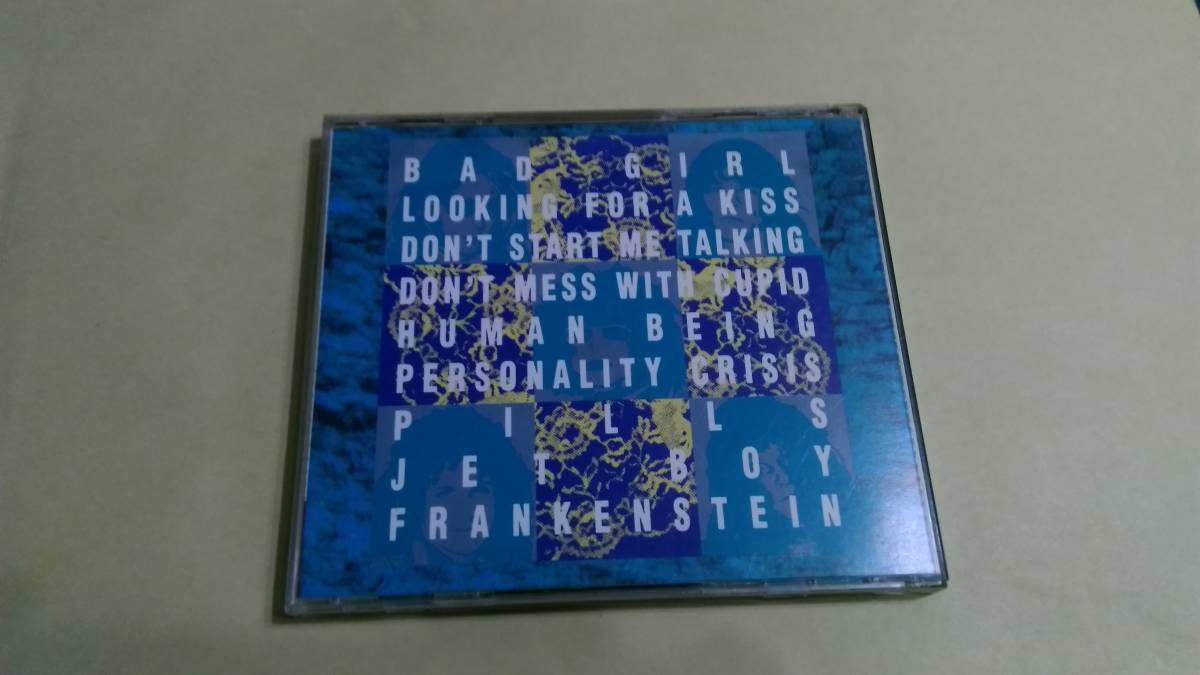 BAD GIRL
LOOKING FOR A KISS
DON'T START ME TALKING
DON'T MESS WITH CUPID
HUMAN BEING
PERSONALITY CRISIS
PILLS
JET BOY
FRANKENSTEIN